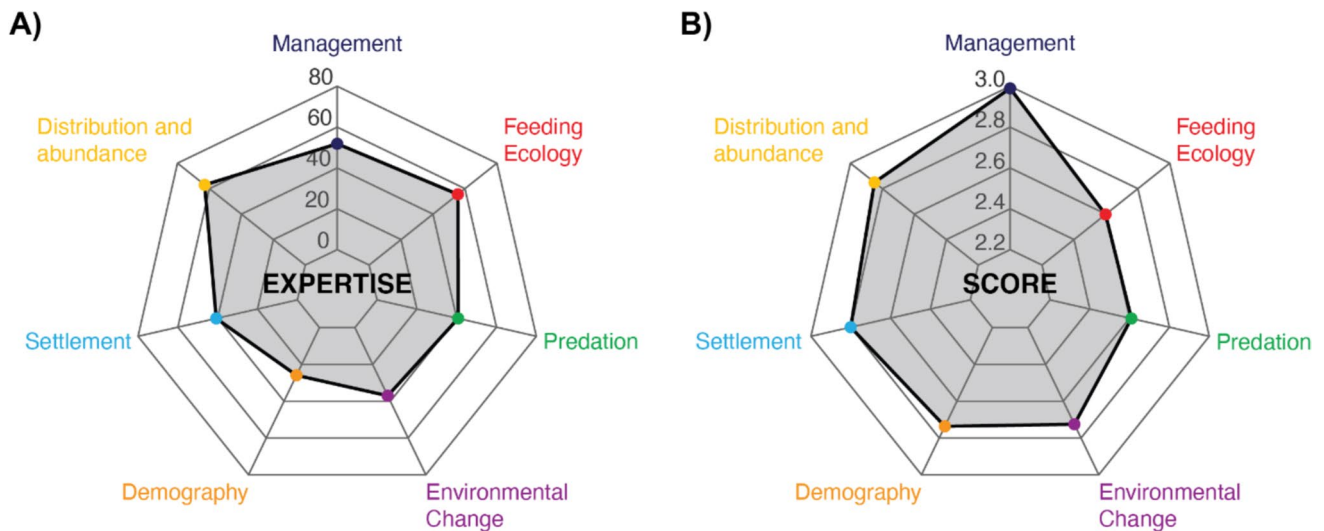 A)
Management
80
60
40
20
0
Distribution and
abundance
Feeding
Ecology
EXPERTISE
Settlement
Predation
Demography
Environmental
Change
B)
Management
3.0
2.8
2.6
2.4
2.2
Distribution and
abundance
Feeding
Ecology
SCORE
Settlement
Predation
Demography
Environmental
Change